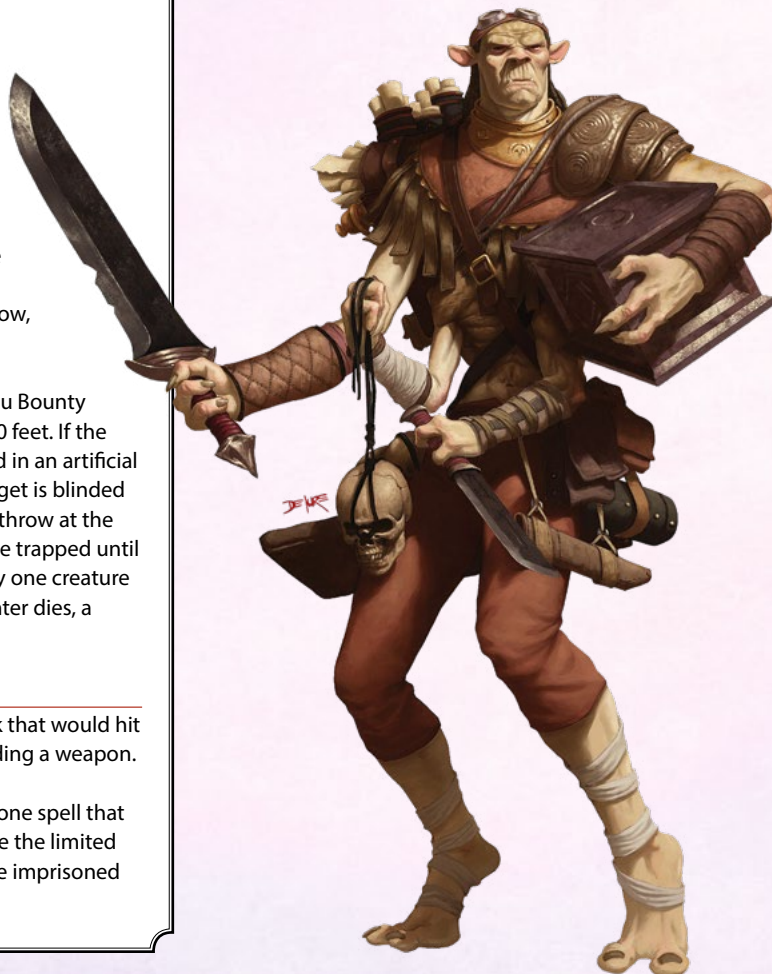 ow,
u Bounty
0 feet. If the
d in an artificial
get is blinded
throw at the
e trapped until
y one creature
ter dies, a
k that would hit
ding a weapon.
one spell that
e the limited
e imprisoned